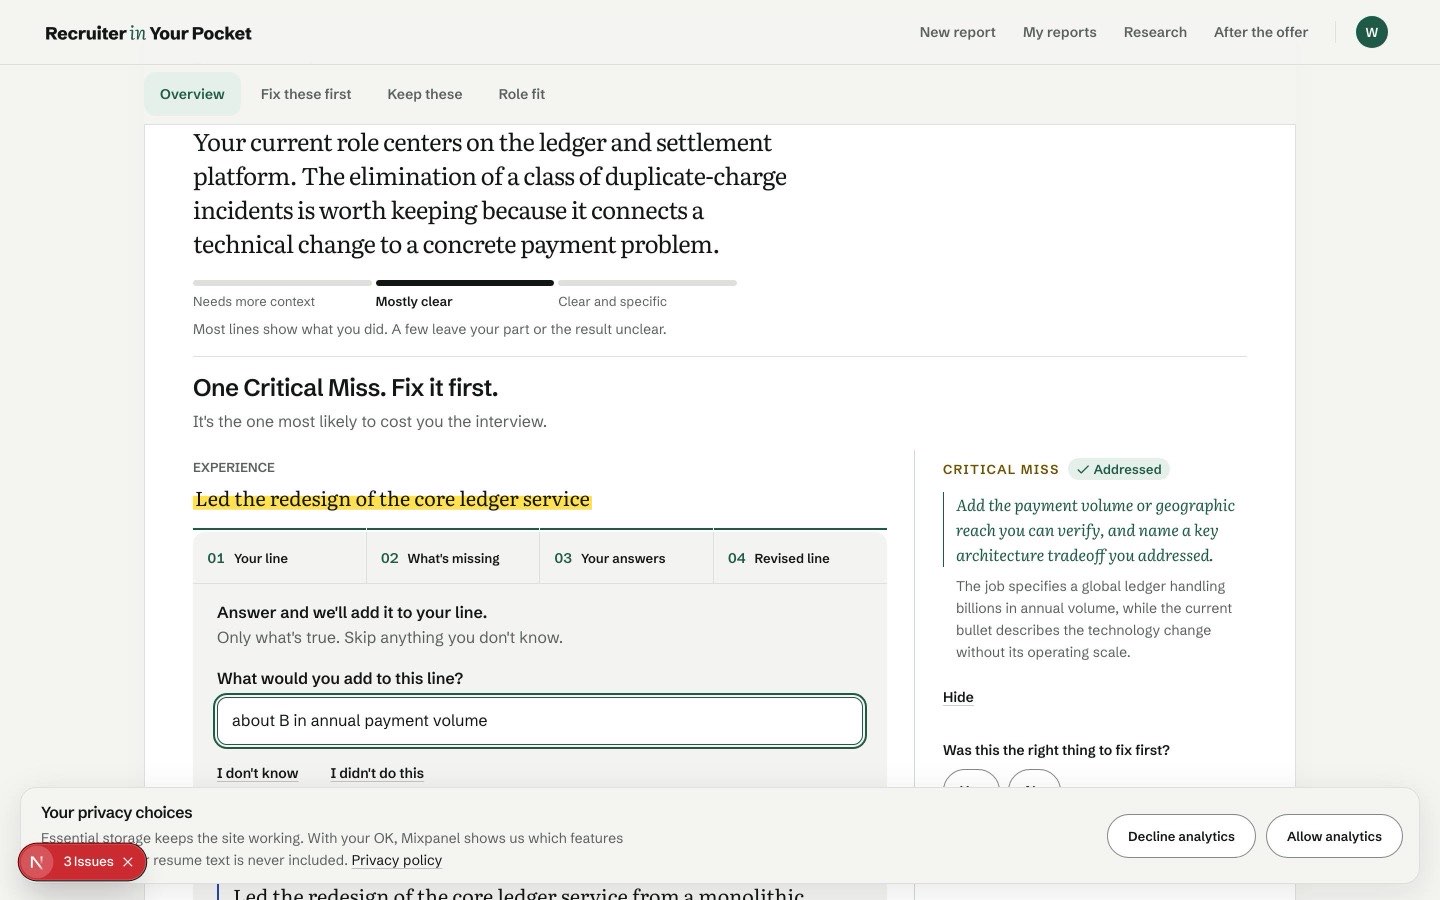 Recruiter in Your Pocket
New report
My reports
Research
After the offer
W
Overview
Fix these first
Keep these
Role fit
Your current role centers on the ledger and settlement
platform. The elimination of a class of duplicate-charge
incidents is worth keeping because it connects a
technical change to a concrete payment problem.
Needs more context
Mostly clear
Clear and specific
Most lines show what you did. A few leave your part or the result unclear.
One Critical Miss. Fix it first.
It's the one most likely to cost you the interview.
EXPERIENCE
Led the redesign of the core ledger service
01 Your line
02 What's missing
03 Your answers
04 Revised line
Answer and we'll add it to your line.
Only what's true. Skip anything you don't know.
What would you add to this line?
about B in annual payment volume
I don't know
I didn't do this
CRITICAL MISS
Addressed
Add the payment volume or geographic
reach you can verify, and name a key
architecture tradeoff you addressed.
The job specifies a global ledger handling
billions in annual volume, while the current
bullet describes the technology change
without its operating scale.
Hide
Was this the right thing to fix first?
Your privacy choices
Essential storage keeps the site working. With your OK, Mixpanel shows us which features
resume text is never included. Privacy policy
Decline analytics
Allow analytics
N 3 Issues
Led the redesign of the core ledger service from a monolithic